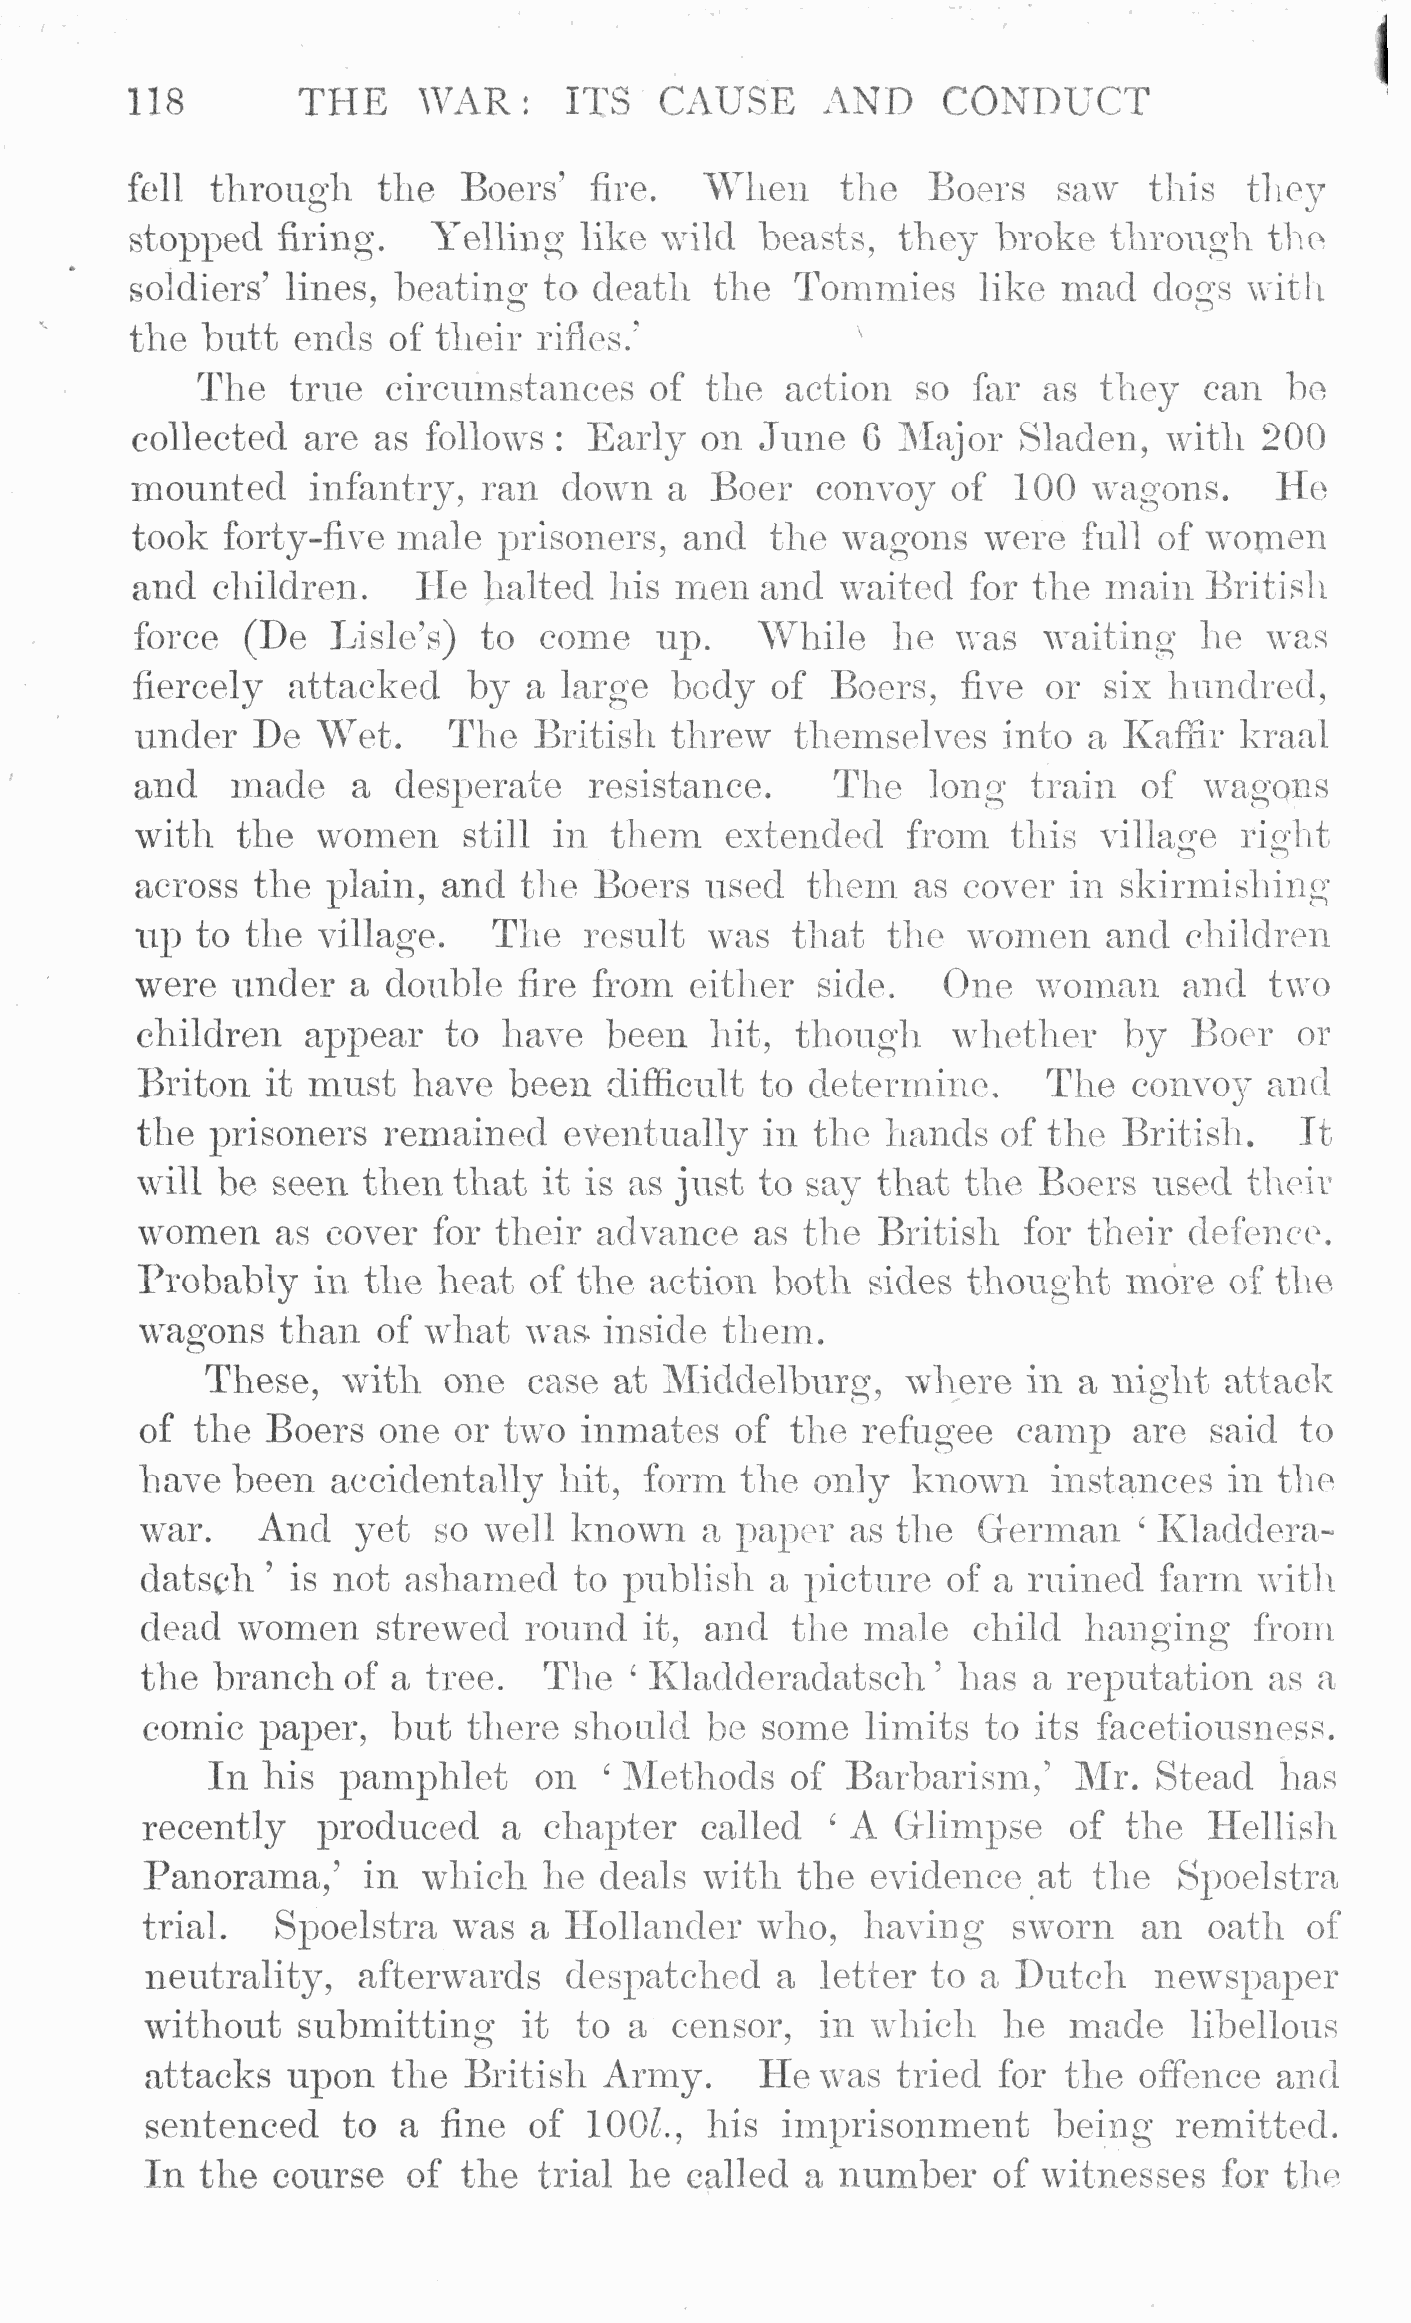 118 THE WAR: ITS CAUSE AND CONDUCT
fell through the Boers' fire. When the Boers saw this they
stopped firing. Yelling like wild beasts, they broke through the
soldiers' lines, beating to death the Tommies like mad dogs with
the butt ends of their rifles.'
The true circumstances of the action so far as they can be
collected are as follows: Early on June 6 Major Sladen, with 200
mounted infantry, ran down a Boer convoy of 100 wagons. He
took forty-five male prisoners, and the wagons were full of women
and children. He halted his men and waited for the main British
force (De Lisle's) to come up. While he was waiting he was
fiercely attacked by a large body of Boers, five or six hundred,
under De Wet. The British threw themselves into a Kaffir kraal
and made a desperate resistance. The long train of wagons
with the women still in them extended from this village right
across the plain, and the Boers used them as cover in skirmishing
up to the village. The result was that the women and children
were under a double fire from either side. One woman and two
children appear to have been hit, though whether by Boer or
Briton it must have been difficult to determine. The convoy and
the prisoners remained eventually in the hands of the British. It
will be seen then that it is as just to say that the Boers used their
women as cover for their advance as the British for their defence.
Probably in the heat of the action both sides thought more of the
wagons than of what was inside them.
These, with one case at Middelburg, where in a night attack
of the Boers one or two inmates of the refugee camp are said to
have been accidentally hit, form the only known instances in the
war. And yet so well known a paper as the German ‘Kladdera-
datsch’ is not ashamed to publish a picture of a ruined farm with
dead women strewed round it, and the male child hanging from
the branch of a tree. The ‘Kladderadatsch’ has a reputation as a
comic paper, but there should be some limits to its facetiousness.
In his pamphlet on ‘Methods of Barbarism,’ Mr. Stead has
recently produced a chapter called ‘A Glimpse of the Hellish
Panorama,’ in which he deals with the evidence at the Spoelstra
trial. Spoelstra was a Hollander who, having sworn an oath of
neutrality, afterwards despatched a letter to a Dutch newspaper
without submitting it to a censor, in which he made libellous
attacks upon the British Army. He was tried for the offence and
sentenced to a fine of 100l., his imprisonment being remitted.
In the course of the trial he called a number of witnesses for the